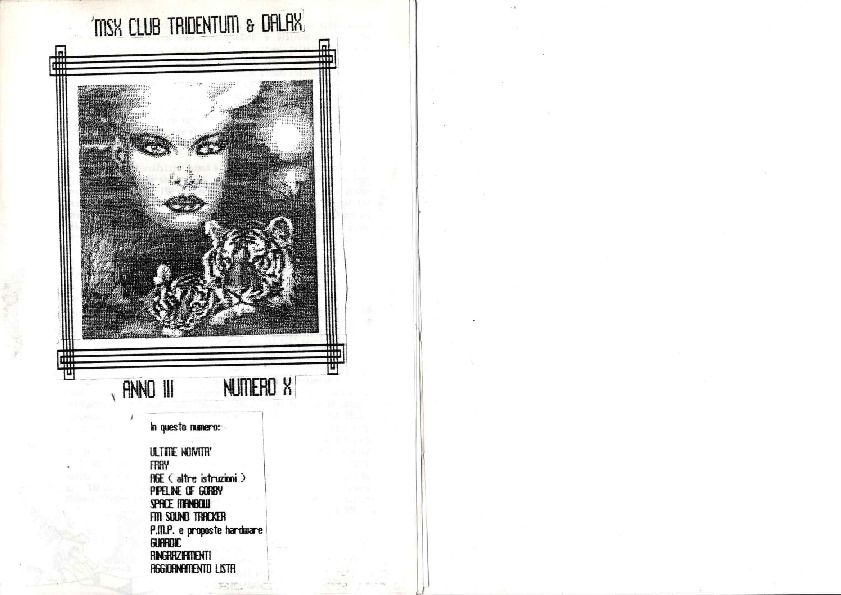 MSX CLUB TRIDENTUM & DALAX
ANNO III NUMERO X
In questo numero:
ULTIME NOIVITA'
FRAY
AGE ( altre istruzioni )
PIPELINE OF GORBY
SPACE MANBOW
FM SOUND TRACKER
P.M.P. e proposte hardware
GUARDIC
RINGRAZIAMENTI
AGGIORNAMENTO LISTA